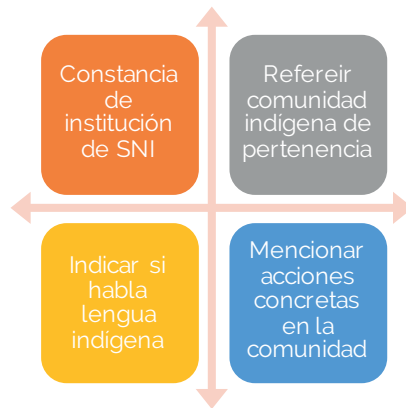 Constancia
de
institución
de SNI
Refereir
comunidad
indígena de
pertenencia
Indicar si
habla
lengua
indigena
Mencionar
acciones
concretas
en la
comunidad